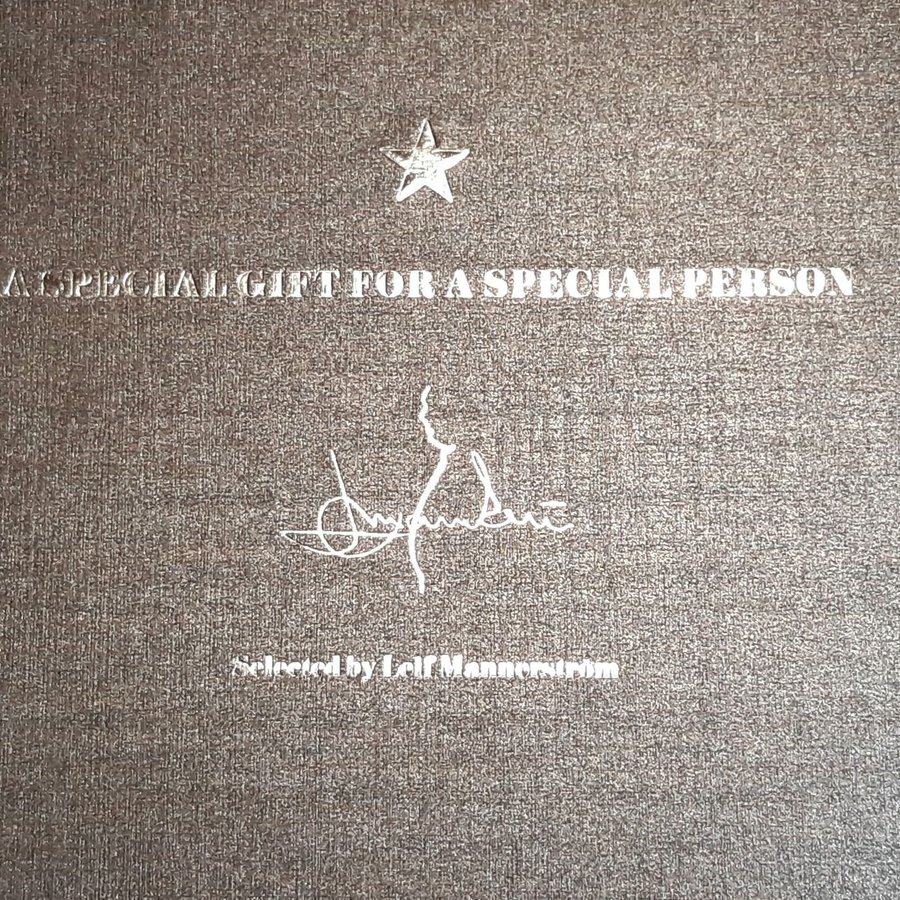 A SPECIAL GIFT FOR A SPECIAL PERSON
Selected by Leif Mannerström